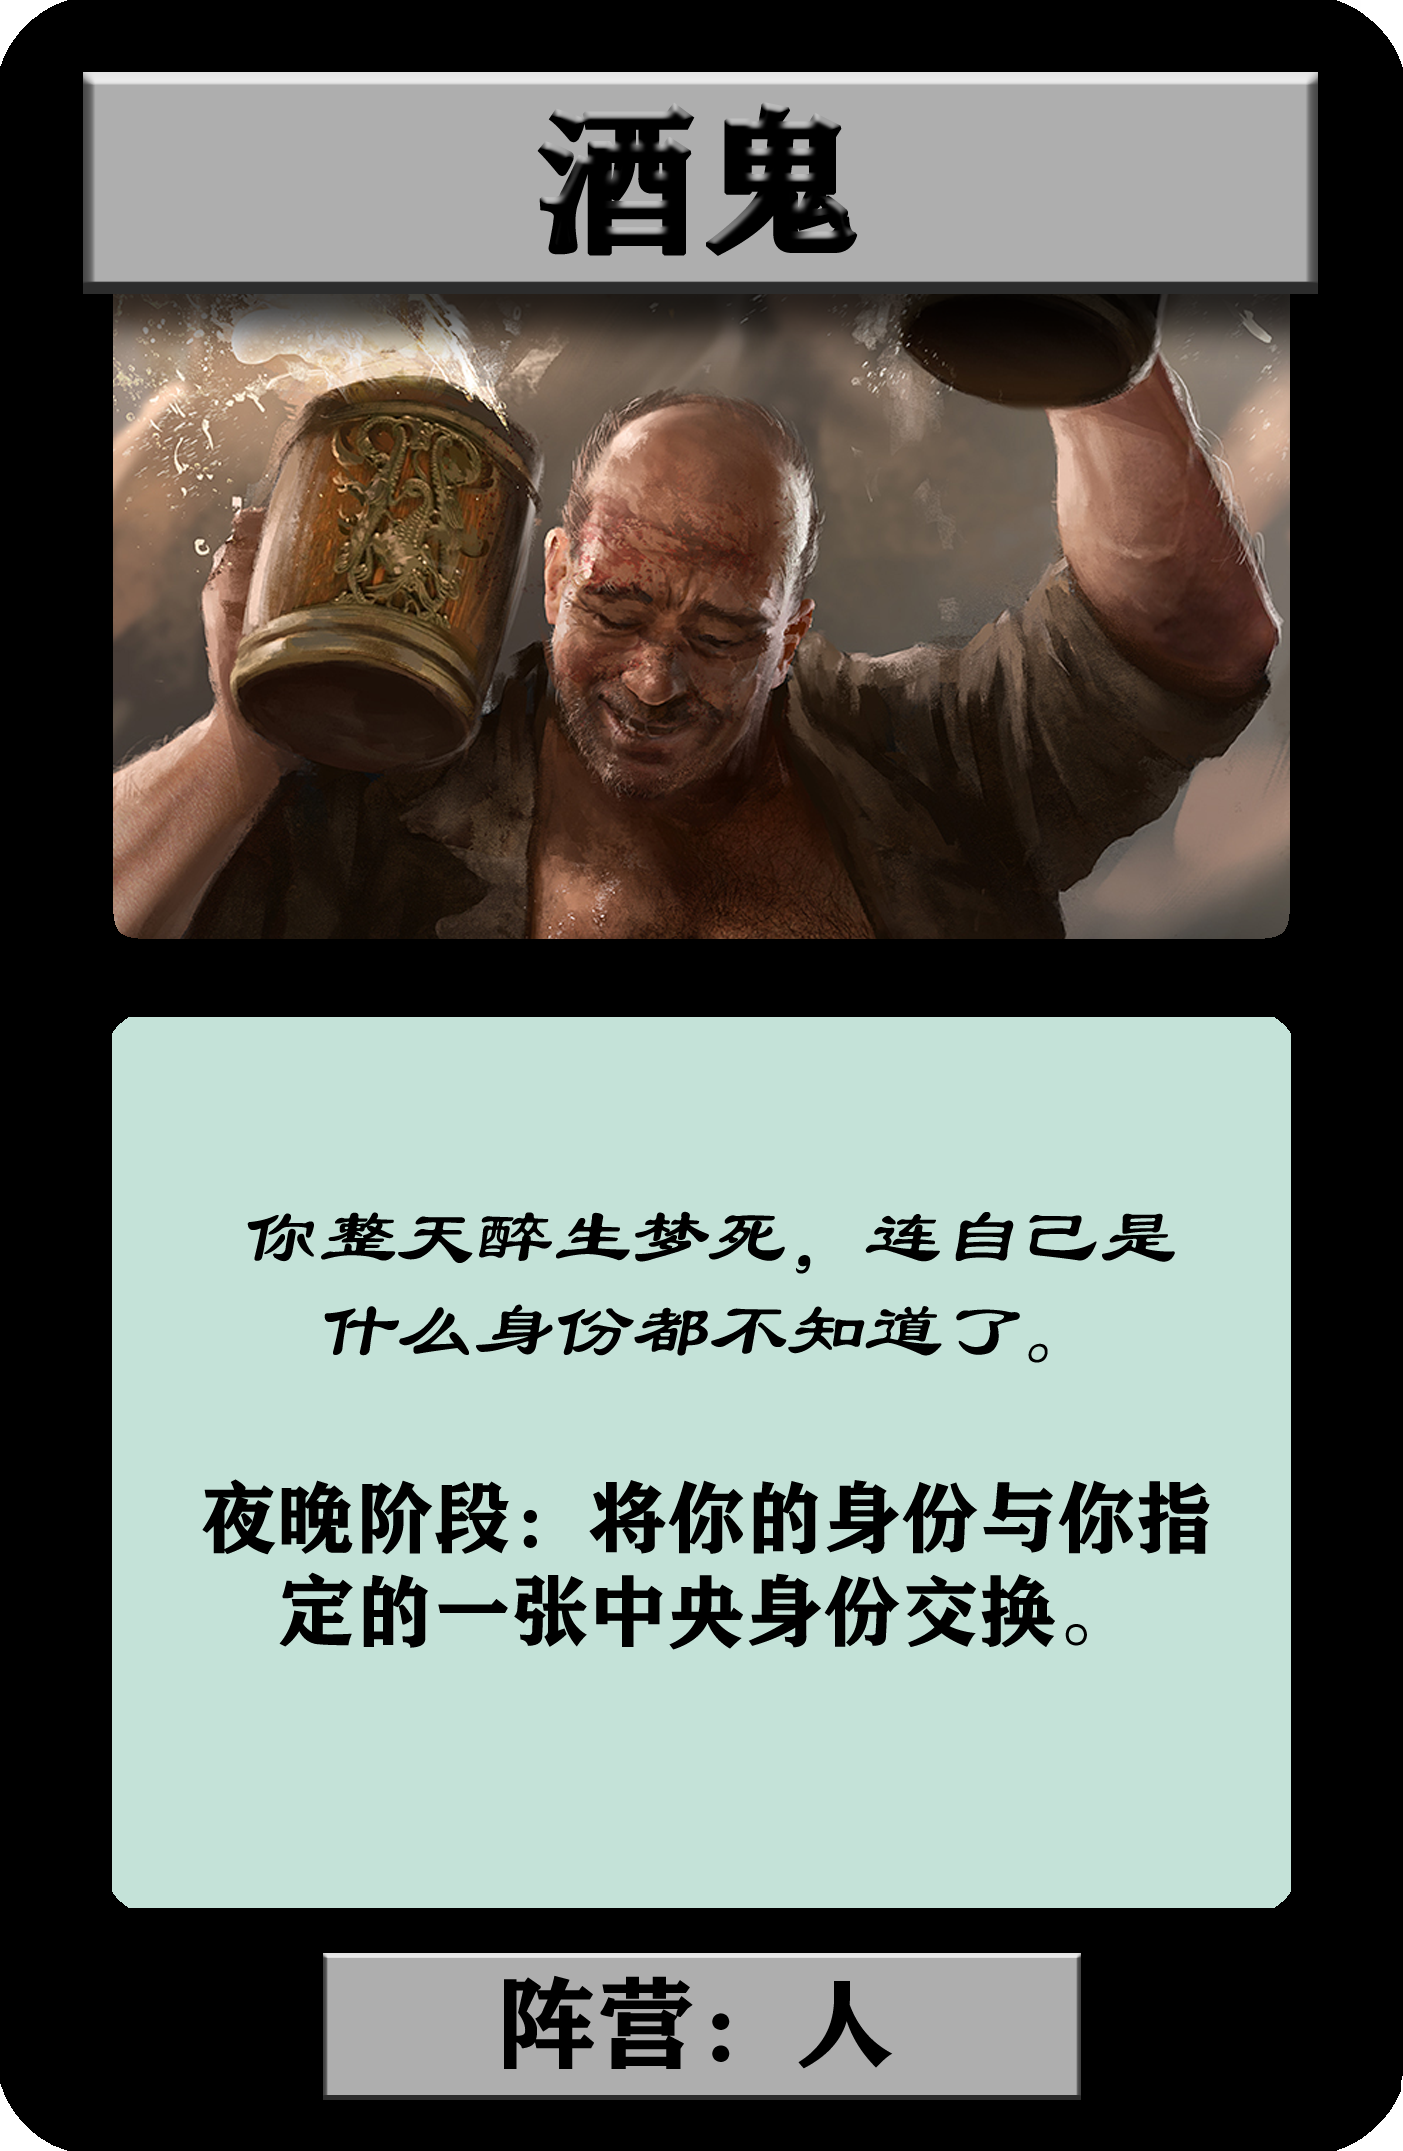 酒鬼
你整天醉生梦死，连自己是
什么身份都不知道了。
夜晚阶段：将你的身份与你指
定的一张中央身份交换。
阵营：人